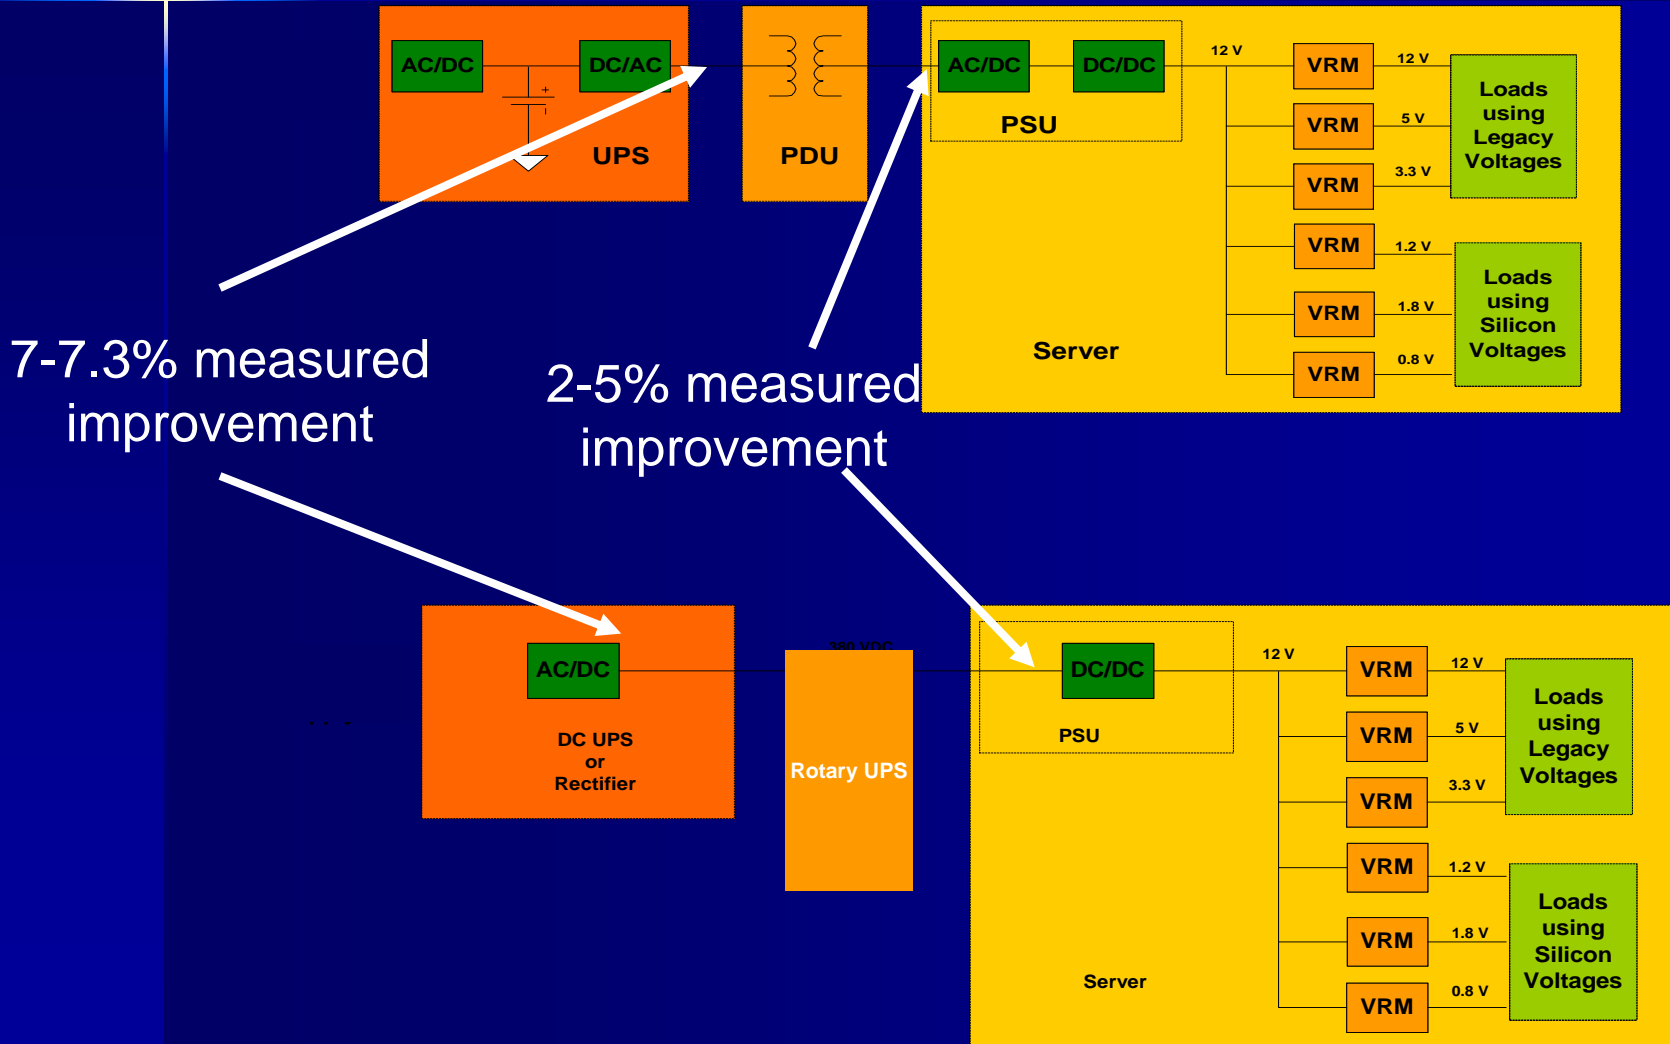 AC/DC
DC/AC
+
UPS
PDU
AC/DC
DC/DC
PSU
12 V
VRM
12 V
VRM
5 V
VRM
3.3 V
VRM
1.2 V
VRM
1.8 V
VRM
0.8 V
Loads
using
Legacy
Voltages
Loads
using
Silicon
Voltages
Server
7-7.3% measured
improvement
2-5% measured
improvement
AC/DC
DC UPS
or
Rectifier
380 VDC
Rotary UPS
DC/DC
PSU
12 V
VRM
12 V
VRM
5 V
VRM
3.3 V
VRM
1.2 V
VRM
1.8 V
VRM
0.8 V
Loads
using
Legacy
Voltages
Loads
using
Silicon
Voltages
Server